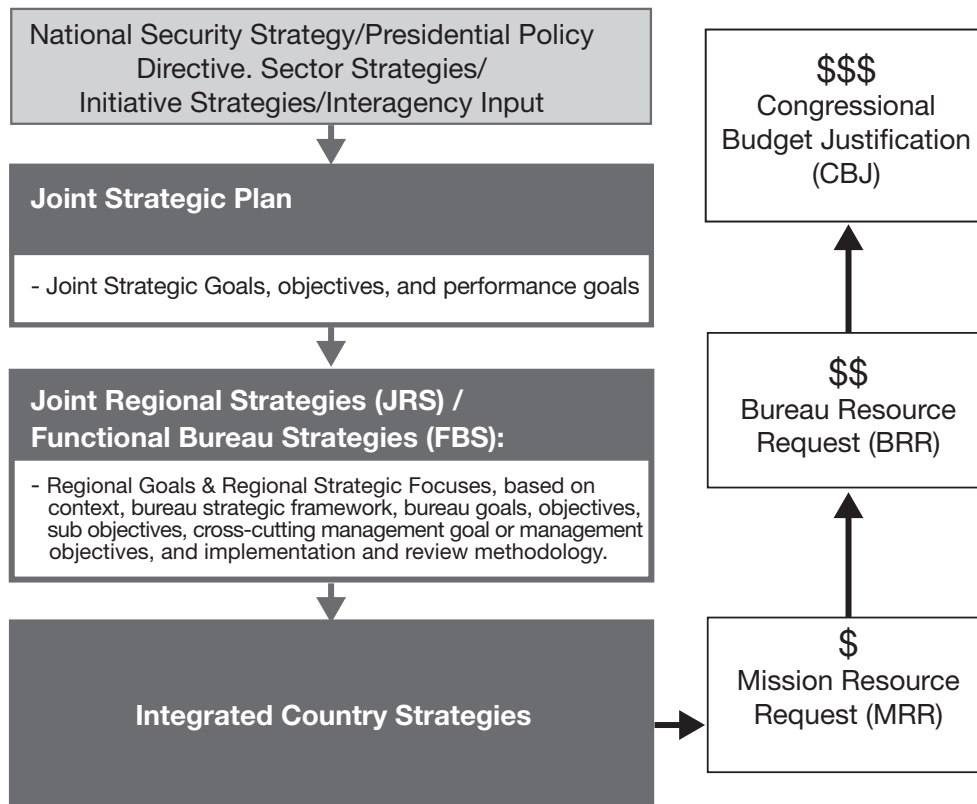 National Security Strategy/Presidential Policy
Directive. Sector Strategies/
Initiative Strategies/Interagency Input
Joint Strategic Plan
- Joint Strategic Goals, objectives, and performance goals
Joint Regional Strategies (JRS) /
Functional Bureau Strategies (FBS):
- Regional Goals & Regional Strategic Focuses, based on
context, bureau strategic framework, bureau goals, objectives,
sub objectives, cross-cutting management goal or management
objectives, and implementation and review methodology.
Integrated Country Strategies
$$$
Congressional
Budget Justification
(CBJ)
$$
Bureau Resource
Request (BRR)
$
Mission Resource
Request (MRR)